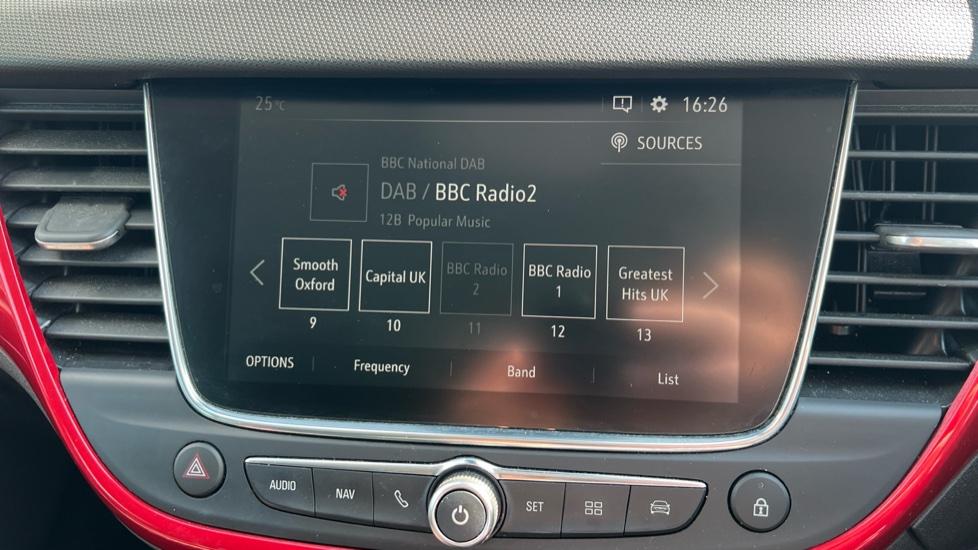 25°C 16:26
SOURCES
BBC National DAB
DAB / BBC Radio2
12B Popular Music
Smooth Oxford
Capital UK
BBC Radio 2
BBC Radio 1
Greatest Hits UK
9 10 11 12 13
OPTIONS Frequency Band List
AUDIO NAV SET